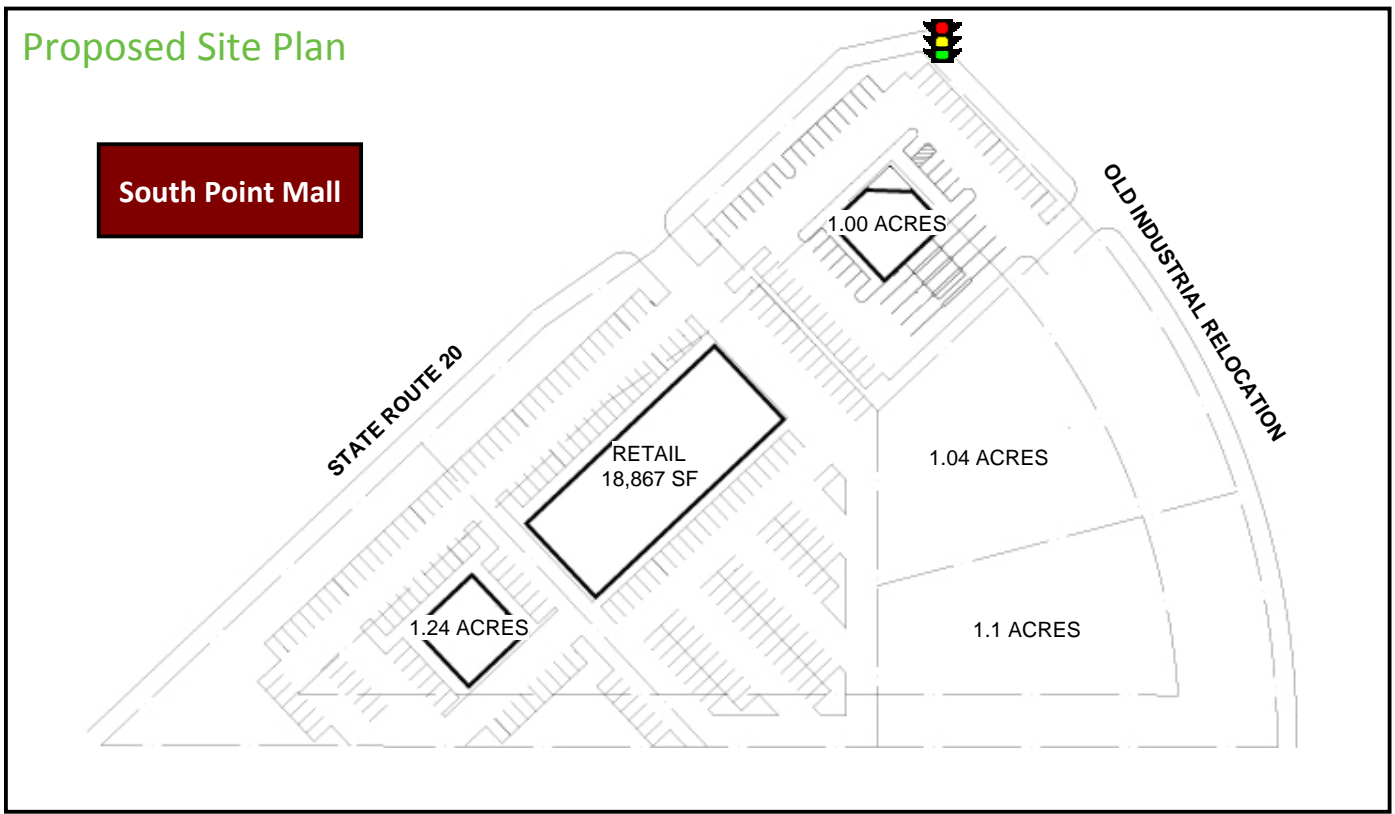 Proposed Site Plan
South Point Mall
1.00 ACRES
OLD INDUSTRIAL RELOCATION
STATE ROUTE 20
RETAIL
18,867 SF
1.04 ACRES
1.24 ACRES
1.1 ACRES